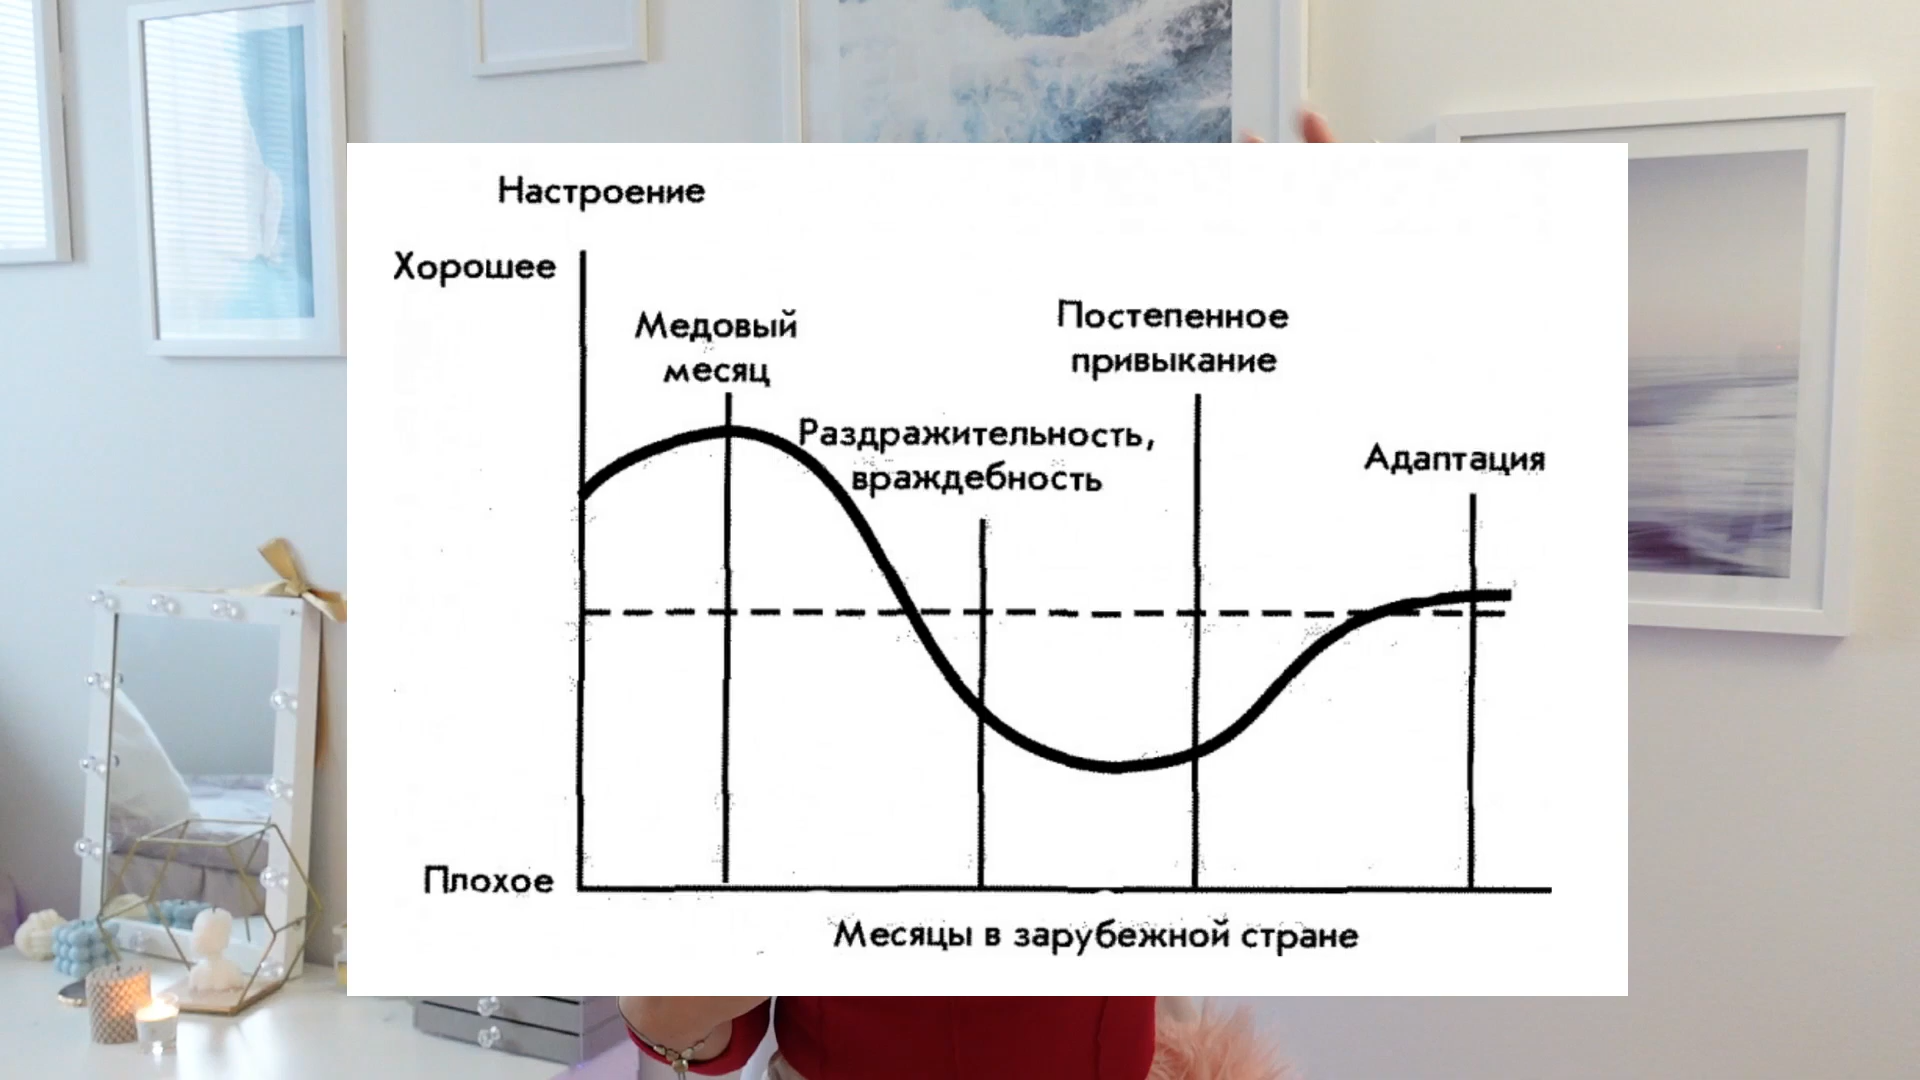 Настроение
Хорошее
Медовый
месяц
Раздражительность,
враждебность
Постепенное
привыкание
Адаптация
Плохое
Месяцы в зарубежной стране